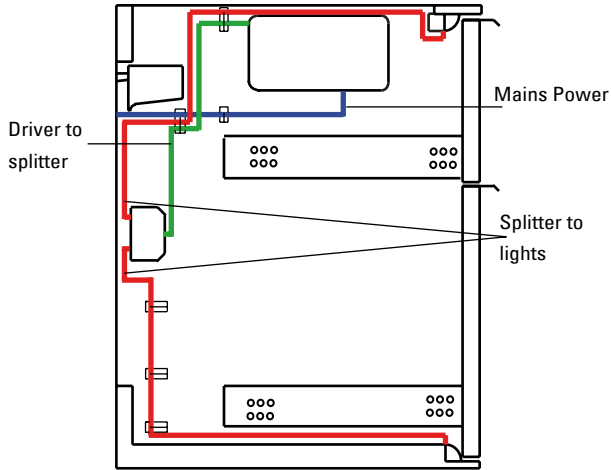 Mains Power
Driver to
splitter
Splitter to
lights